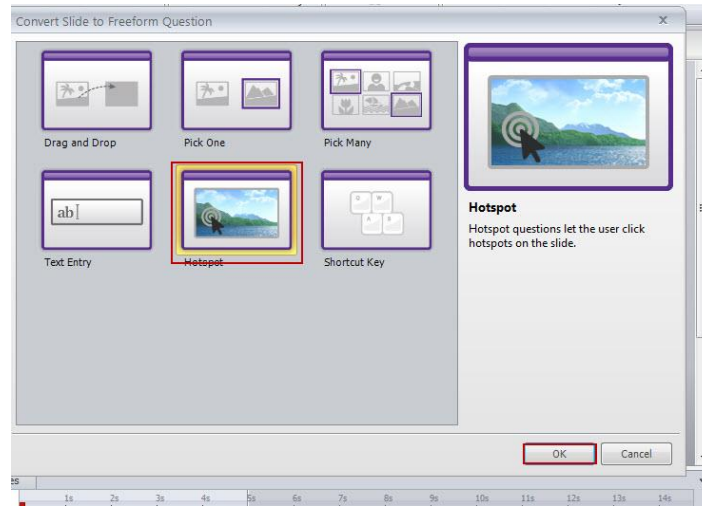 Convert Slide to Freeform Question
x
Drag and Drop
Pick One
Pick Many
ab
Text Entry
Hotspot
Shortcut Key
Hotspot
Hotspot questions let the user click
hotspots on the slide.
OK
Cancel
1s 2s 3s 4s 5s 6s 7s 8s 9s 10s 11s 12s 13s 14s